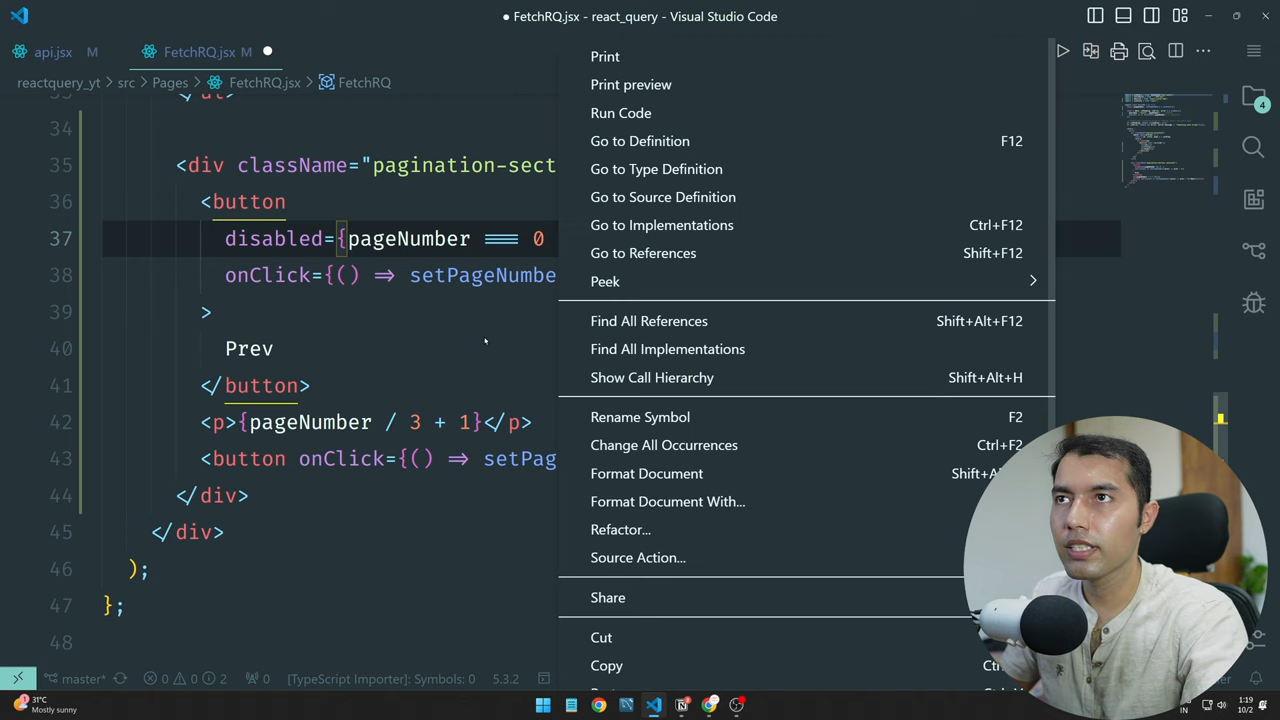 ● FetchRQ.jsx - react_query - Visual Studio Code
api.jsx M
FetchRQ.jsx M ●
reactquery_yt > src > Pages > FetchRQ.jsx > FetchRQ
34
35 <div className="pagination-sect
36 <button
37 disabled={pageNumber === 0
38 onClick={() => setPageNumbe
39 >
40 Prev
41 </button>
42 <p>{pageNumber / 3 + 1}</p>
43 <button onClick={() => setPag
44 </div>
45 </div>
46 );
47 };
48
Print
Print preview
Run Code
Go to Definition F12
Go to Type Definition
Go to Source Definition
Go to Implementations Ctrl+F12
Go to References Shift+F12
Peek >
Find All References Shift+Alt+F12
Find All Implementations
Show Call Hierarchy Shift+Alt+H
Rename Symbol F2
Change All Occurrences Ctrl+F2
Format Document
Format Document With...
Refactor...
Source Action...
Share
Cut
Copy
4
master* 0 0 2 0 [TypeScript Importer]: Symbols: 0 5.3.2
31°C
Mostly sunny
IN
1:19
10/2